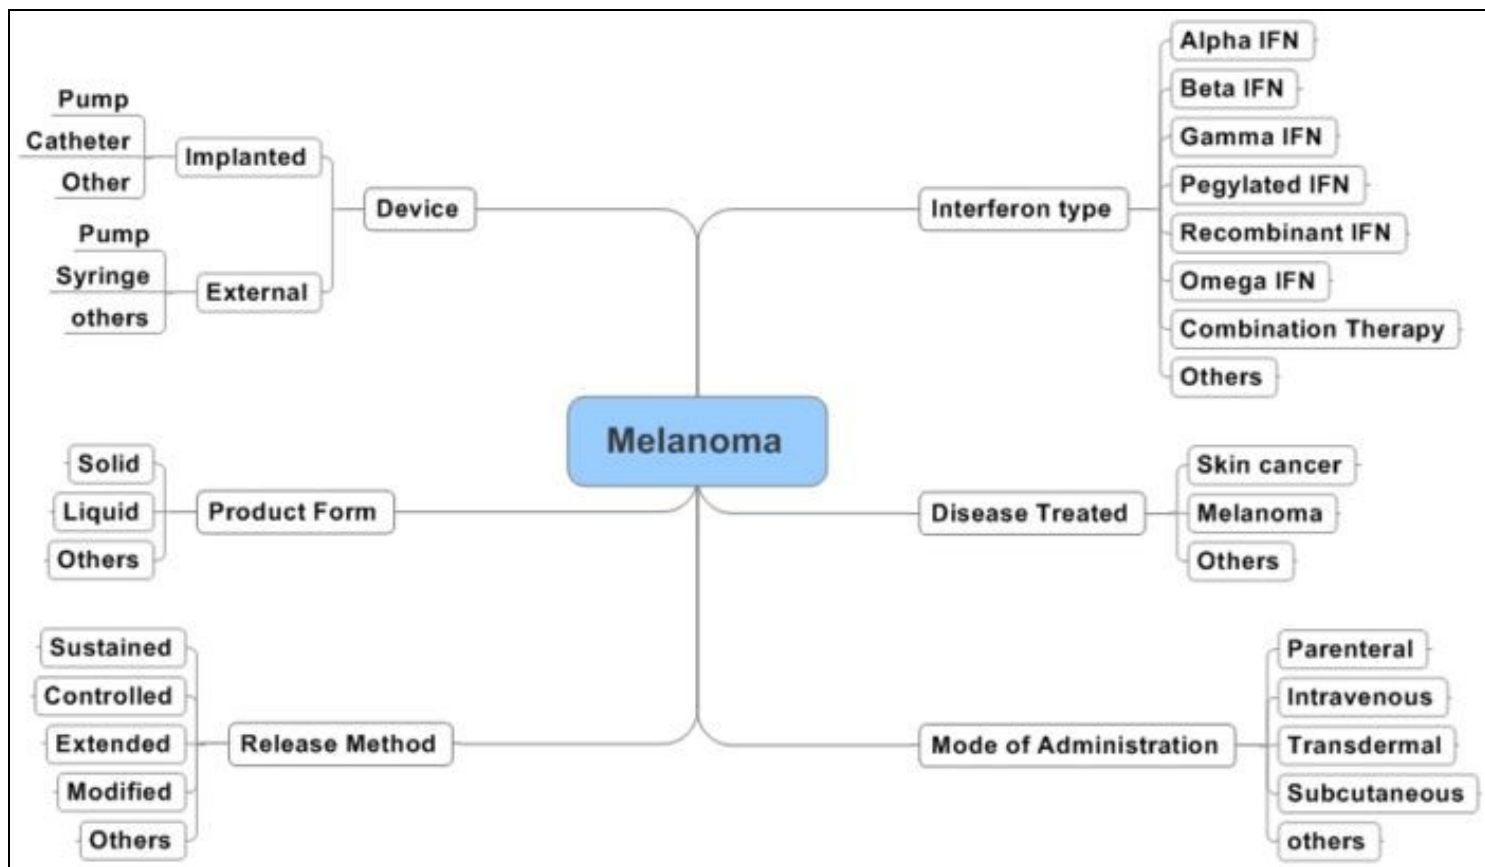 Melanoma
Device
Implanted
Pump
Catheter
Other
External
Pump
Syringe
others
Product Form
Solid
Liquid
Others
Release Method
Sustained
Controlled
Extended
Modified
Others
Interferon type
Alpha IFN
Beta IFN
Gamma IFN
Pegylated IFN
Recombinant IFN
Omega IFN
Combination Therapy
Others
Disease Treated
Skin cancer
Melanoma
Others
Mode of Administration
Parenteral
Intravenous
Transdermal
Subcutaneous
others